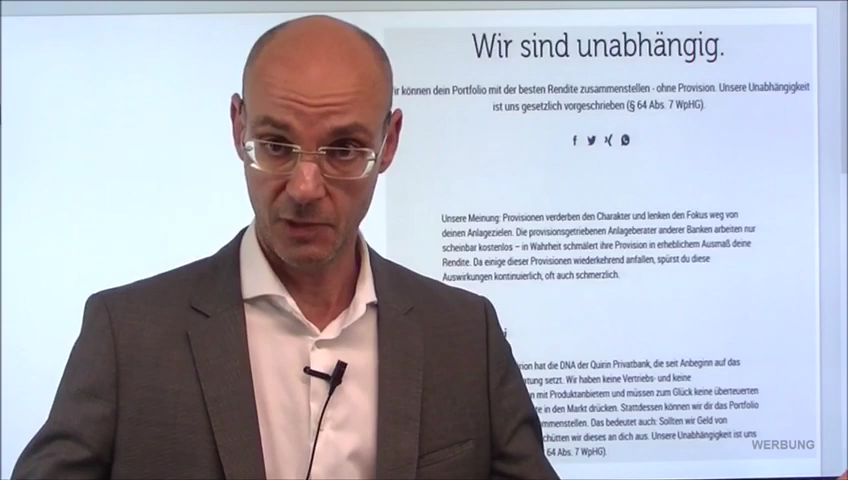 Wir sind unabhängig.
ir können dein Portfolio mit der besten Rendite zusammenstellen - ohne Provision. Unsere Unabhängigkeit
ist uns gesetzlich vorgeschrieben (§ 64 Abs. 7 WpHG).
Unsere Meinung: Provisionen verderben den Charakter und lenken den Fokus weg von
deinen Anlagezielen. Die provisionsgetriebenen Anlageberater anderer Banken arbeiten nur
scheinbar kostenlos – in Wahrheit schmälert ihre Provision in erheblichem Ausmaß deine
Rendite. Da einige dieser Provisionen wiederkehrend anfallen, spürst du diese
Auswirkungen kontinuierlich, oft auch schmerzlich.
rion hat die DNA der Quirin Privatbank, die seit Anbeginn auf das
atung setzt. Wir haben keine Vertriebs- und keine
n mit Produktanbietern und müssen zum Glück keine überteuerten
re in den Markt drücken. Stattdessen können wir dir das Portfolio
mmenstellen. Das bedeutet auch: Sollten wir Geld von
chütten wir dieses an dich aus. Unsere Unabhängigkeit ist uns
64 Abs. 7 WpHG).
WERBUNG